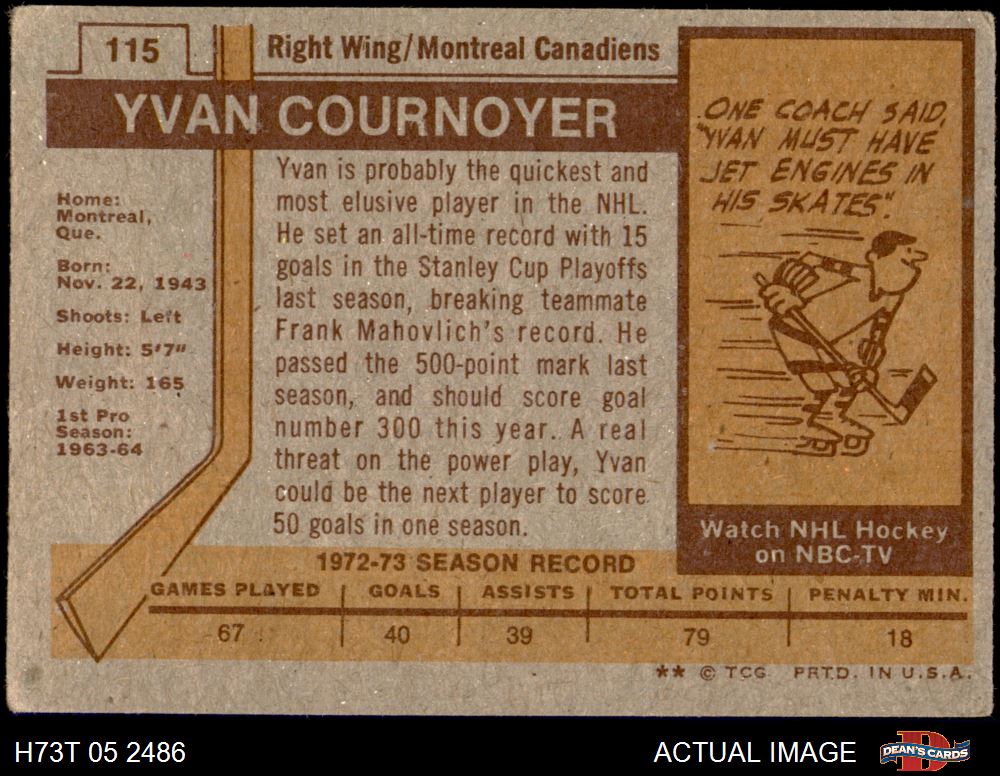 115
Right Wing/Montreal Canadiens
YVAN COURNOYER
Home:
Montreal,
Que.
Born:
Nov. 22, 1943
Shoots: Left
Height: 5'7"
Weight: 165
1st Pro
Season:
1963-64
Yvan is probably the quickest and
most elusive player in the NHL.
He set an all-time record with 15
goals in the Stanley Cup Playoffs
last season, breaking teammate
Frank Mahovlich's record. He
passed the 500-point mark last
season, and should score goal
number 300 this year. A real
threat on the power play, Yvan
could be the next player to score
50 goals in one season.
ONE COACH SAID,
"YVAN MUST HAVE
JET ENGINES IN
HIS SKATES".
Watch NHL Hockey
on NBC-TV
1972-73 SEASON RECORD
GAMES PLAYED GOALS ASSISTS TOTAL POINTS PENALTY MIN.
67 40 39 79 18
** © TCG PRTD. IN U.S.A.
H73T 05 2486
ACTUAL IMAGE
DEAN'S CARDS